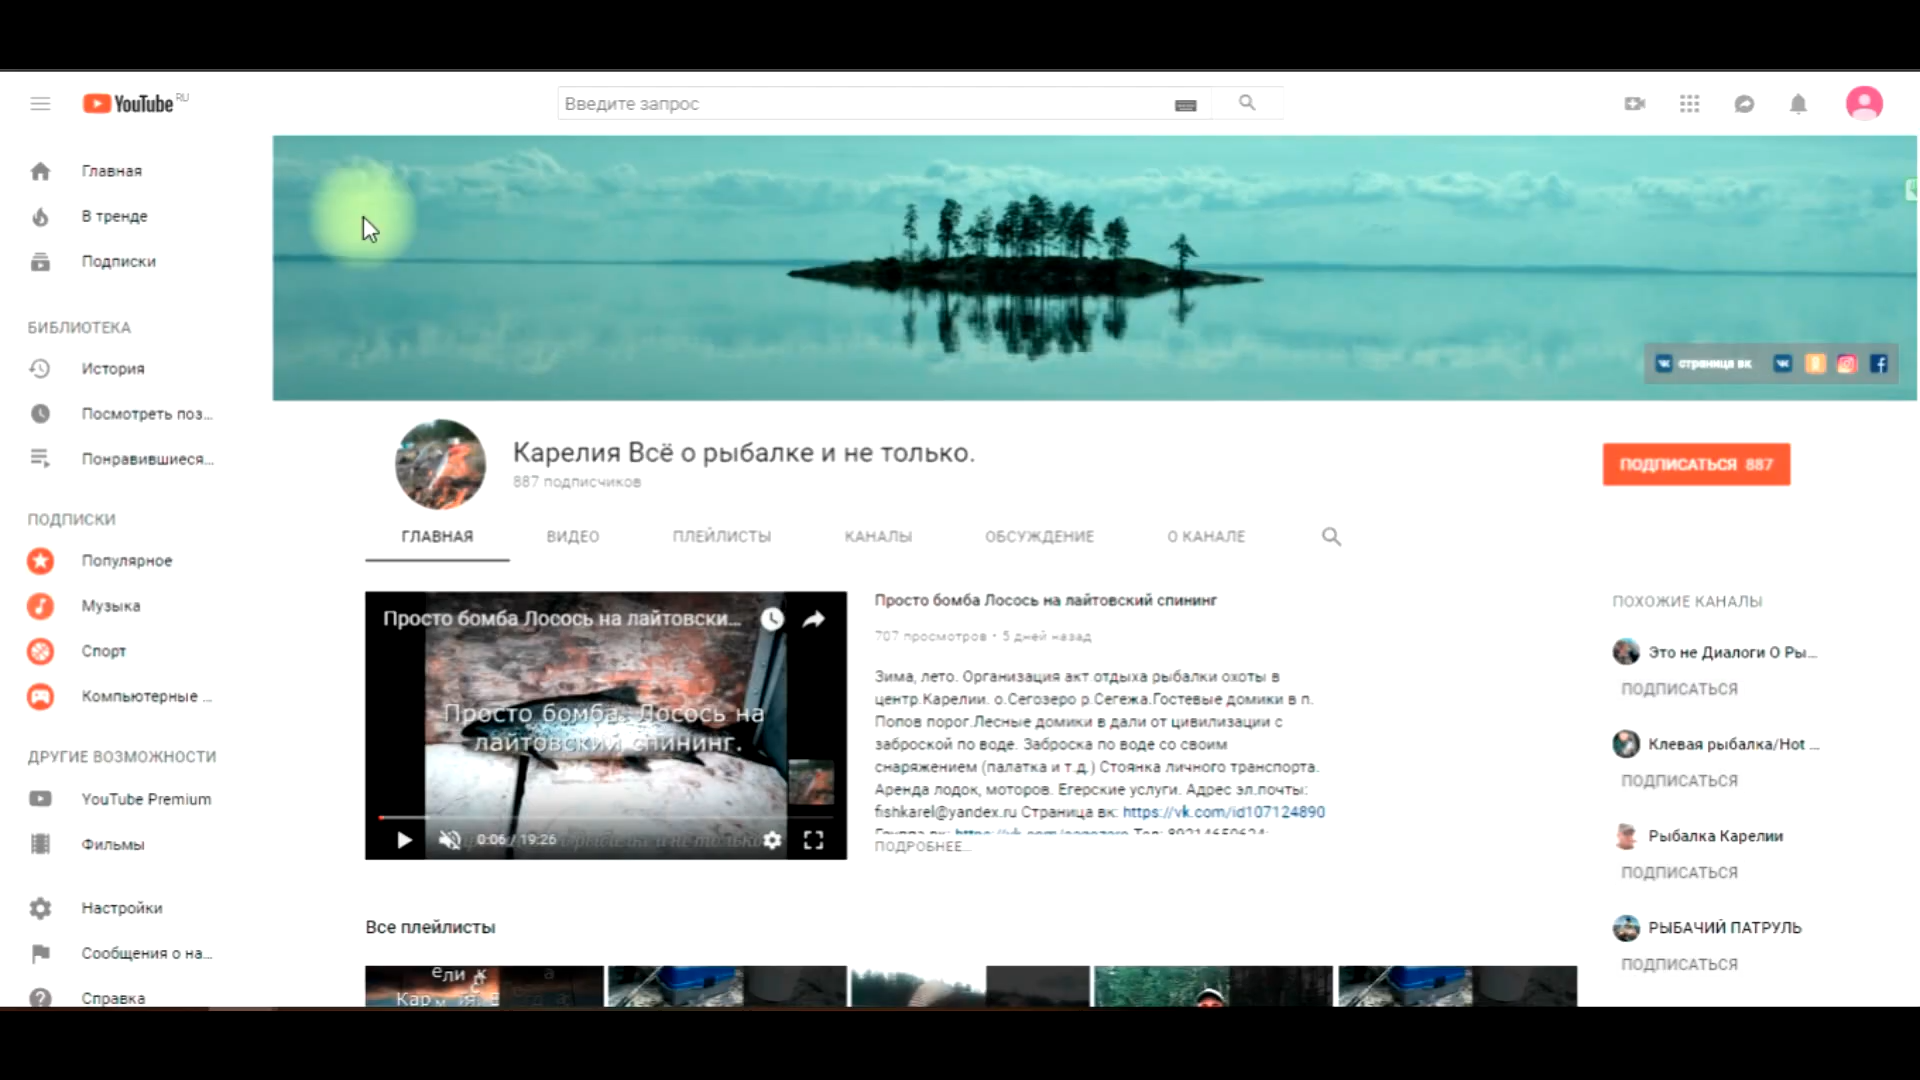 YouTube RU
Введите запрос
Главная
В тренде
Подписки
БИБЛИОТЕКА
История
Посмотреть поз...
Понравившиеся...
ПОДПИСКИ
Популярное
Музыка
Спорт
Компьютерные ...
ДРУГИЕ ВОЗМОЖНОСТИ
YouTube Premium
Фильмы
Настройки
Сообщения о на...
Справка
страница вк
Карелия Всё о рыбалке и не только.
887 подписчиков
ПОДПИСАТЬСЯ 887
ГЛАВНАЯ ВИДЕО ПЛЕЙЛИСТЫ КАНАЛЫ ОБСУЖДЕНИЕ О КАНАЛЕ
Просто бомба Лосось на лайтовски...
Просто бомба. Лосось на
лайтовский спининг.
0:06 / 19:26
Просто бомба Лосось на лайтовский спининг
707 просмотров • 5 дней назад
Зима, лето. Организация акт отдыха рыбалки охоты в
центр.Карелии. о.Сегозеро р.Сегежа.Гостевые домики в п.
Попов порог.Лесные домики в дали от цивилизации с
заброской по воде. Заброска по воде со своим
снаряжением (палатка и т.д.) Стоянка личного транспорта.
Аренда лодок, моторов. Егерские услуги. Адрес эл.почты:
fishkarel@yandex.ru Страница вк: https://vk.com/id107124890
ПОДРОБНЕЕ...
ПОХОЖИЕ КАНАЛЫ
Это не Диалоги О Ры...
ПОДПИСАТЬСЯ
Клевая рыбалка/Hot ...
ПОДПИСАТЬСЯ
Рыбалка Карелии
ПОДПИСАТЬСЯ
РЫБАЧИЙ ПАТРУЛЬ
ПОДПИСАТЬСЯ
Все плейлисты